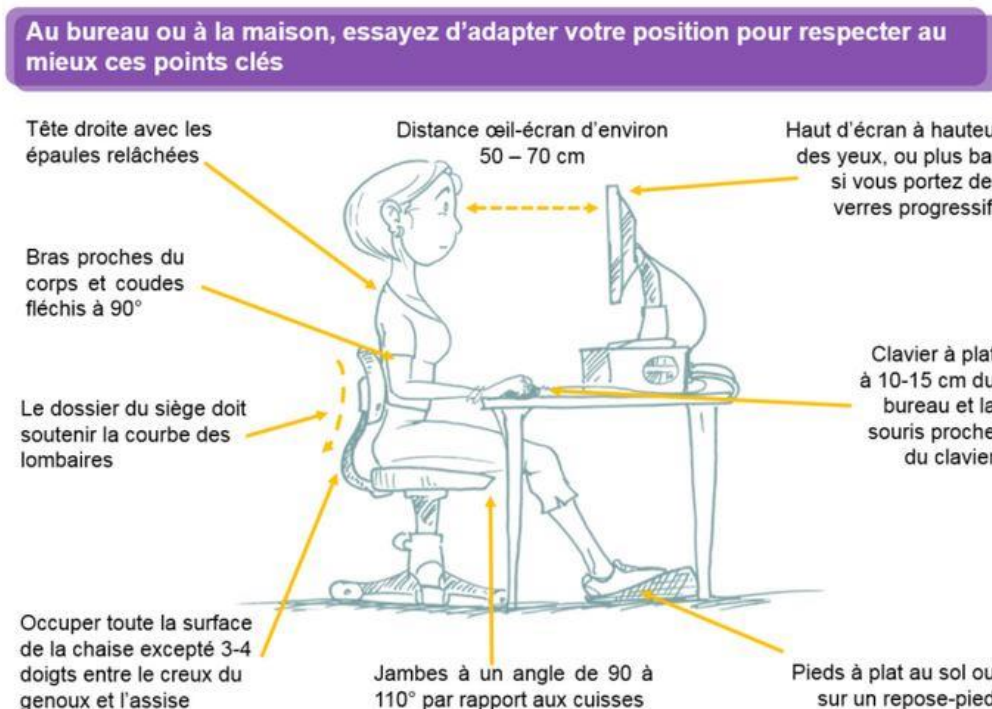 Au bureau ou à la maison, essayez d'adapter votre position pour respecter au
mieux ces points clés
Tête droite avec les
épaules relâchées
Distance œil-écran d'environ
50 – 70 cm
Haut d'écran à hauteu
des yeux, ou plus ba
si vous portez de
verres progressif
Bras proches du
corps et coudes
fléchis à 90°
Clavier à plat
à 10-15 cm du
bureau et la
souris proche
du clavier
Le dossier du siège doit
soutenir la courbe des
lombaires
Occuper toute la surface
de la chaise excepté 3-4
doigts entre le creux du
genoux et l'assise
Jambes à un angle de 90 à
110° par rapport aux cuisses
Pieds à plat au sol ou
sur un repose-pied